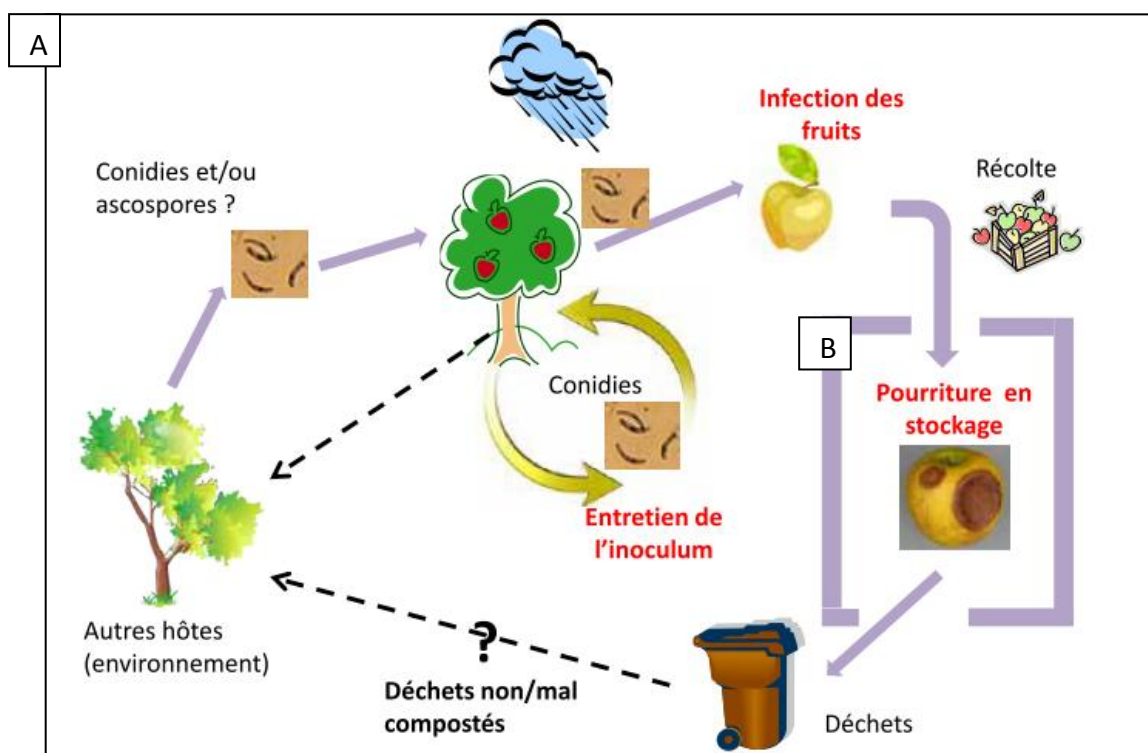 A
Infection des
fruits
Récolte
Conidies et/ou
ascospores ?
B
Pourriture en
stockage
Conidies
Entretien de
l'inoculum
Autres hôtes
(environnement)
?
Déchets non/mal
compostés
Déchets